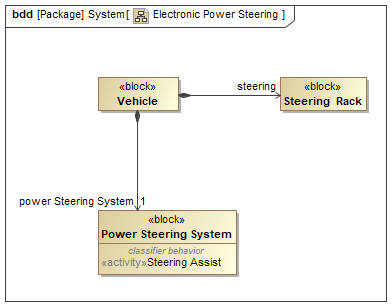 bdd [Package] System[ Electronic Power Steering ]
«block»
Vehicle
steering
«block»
Steering Rack
power Steering System 1
«block»
Power Steering System
classifier behavior
«activity»Steering Assist